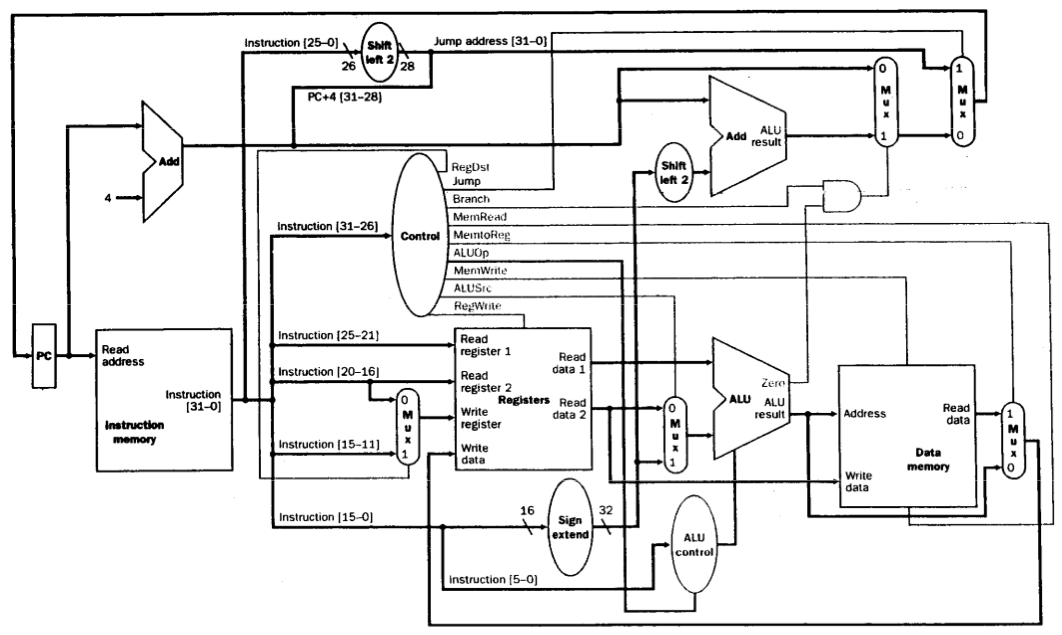 Instruction [25–0]
26
Shift
left 2
28
Jump address [31–0]
PC+4 [31–28]
Add
4
0
M
u
x
1
1
M
u
x
0
Add
ALU
result
Shift
left 2
RegDst
Jump
Branch
MemRead
MemtoReg
ALUOp
MemWrite
ALUSrc
RegWrite
Control
Instruction [31–26]
PC
Read
address
Instruction
[31–0]
Instruction
memory
Instruction [25–21]
Instruction [20–16]
Instruction [15–11]
0
M
u
x
1
Read
register 1
Read
register 2
Write
register
Write
data
Registers
Read
data 1
Read
data 2
0
M
u
x
1
ALU
Zero
ALU
result
Address
Write
data
Read
data
Data
memory
1
M
u
x
0
Instruction [15–0]
16
Sign
extend
32
ALU
control
Instruction [5–0]